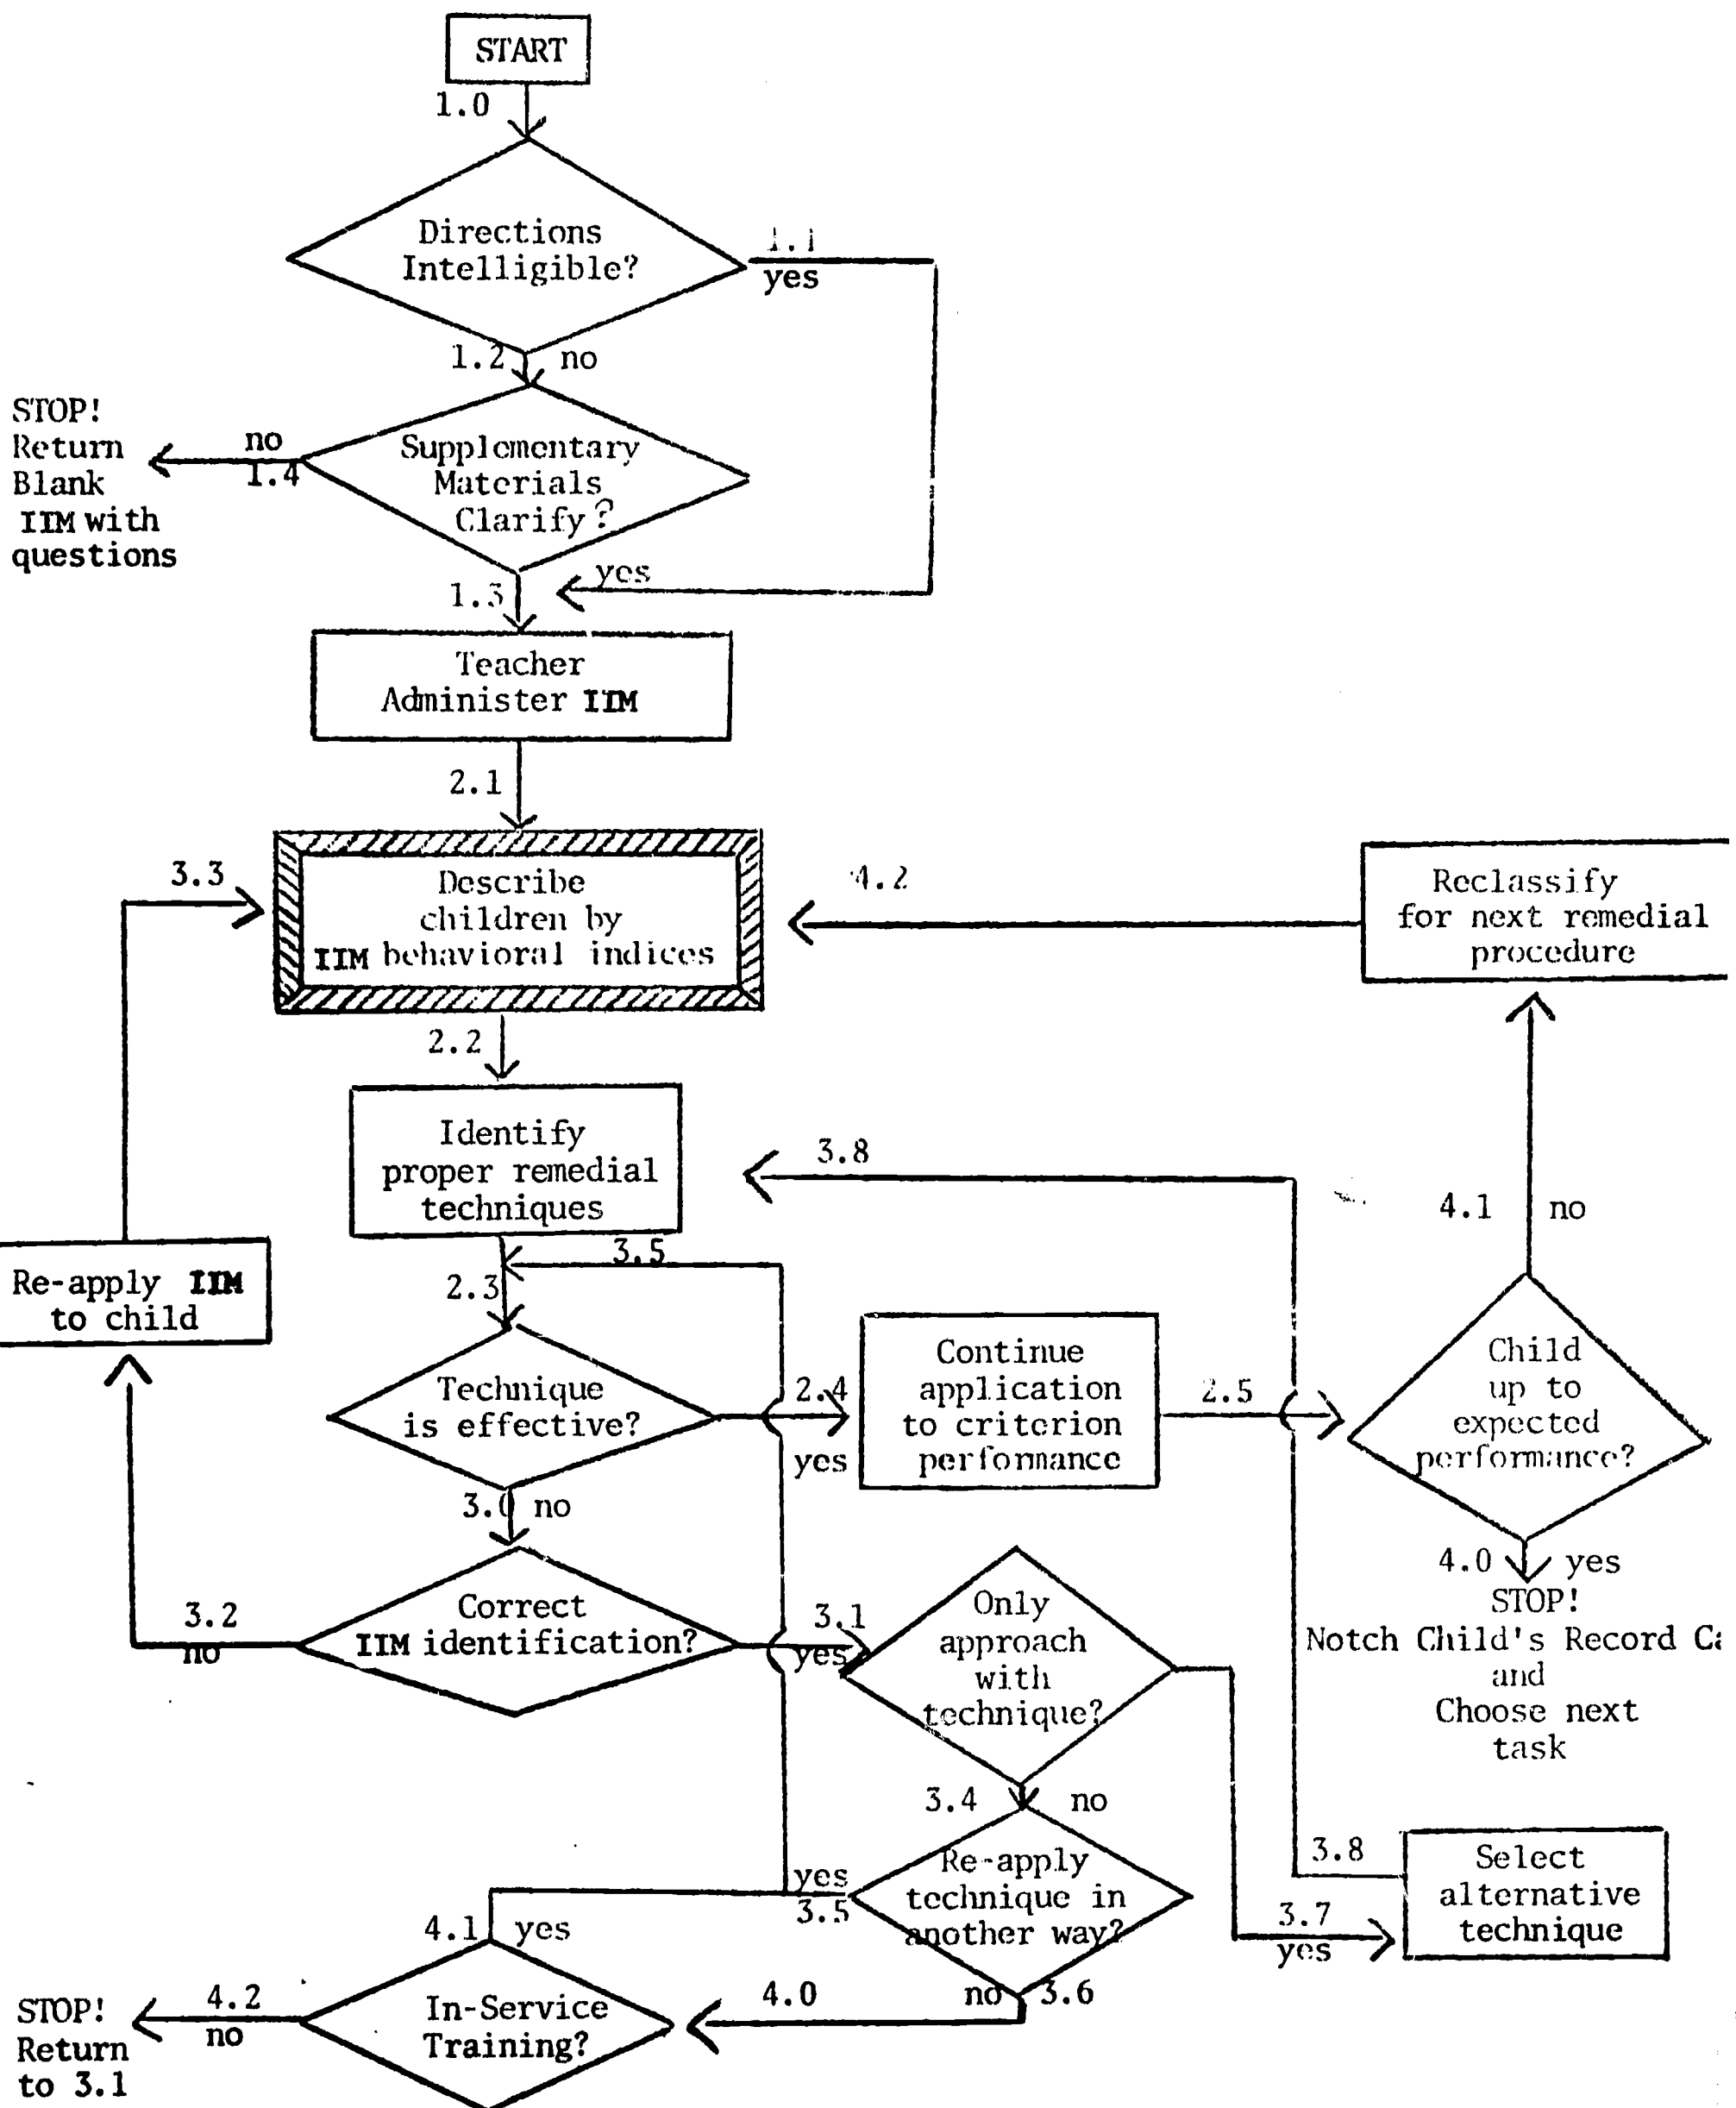 START
1.0
Directions
Intelligible?
1.1
yes
1.2 no
STOP!
Return
Blank
IIM with
questions
no
1.4
Supplementary
Materials
Clarify?
yes
1.3
Teacher
Administer IIM
2.1
3.3
Describe
children by
IIM behavioral indices
4.2
Reclassify
for next remedial
procedure
2.2
Identify
proper remedial
techniques
3.8
4.1 no
Re-apply IIM
to child
3.5
2.3
Technique
is effective?
2.4
yes
Continue
application
to criterion
performance
2.5
Child
up to
expected
performance?
3.0 no
4.0 yes
STOP!
Notch Child's Record
and
Choose next
task
3.2
no
Correct
IIM identification?
3.1
yes
Only
approach
with
technique?
3.4 no
Re-apply
technique in
another way?
yes
3.5
3.7
yes
3.8
Select
alternative
technique
4.1 yes
no 3.6
4.0
In-Service
Training?
4.2
no
STOP!
Return
to 3.1